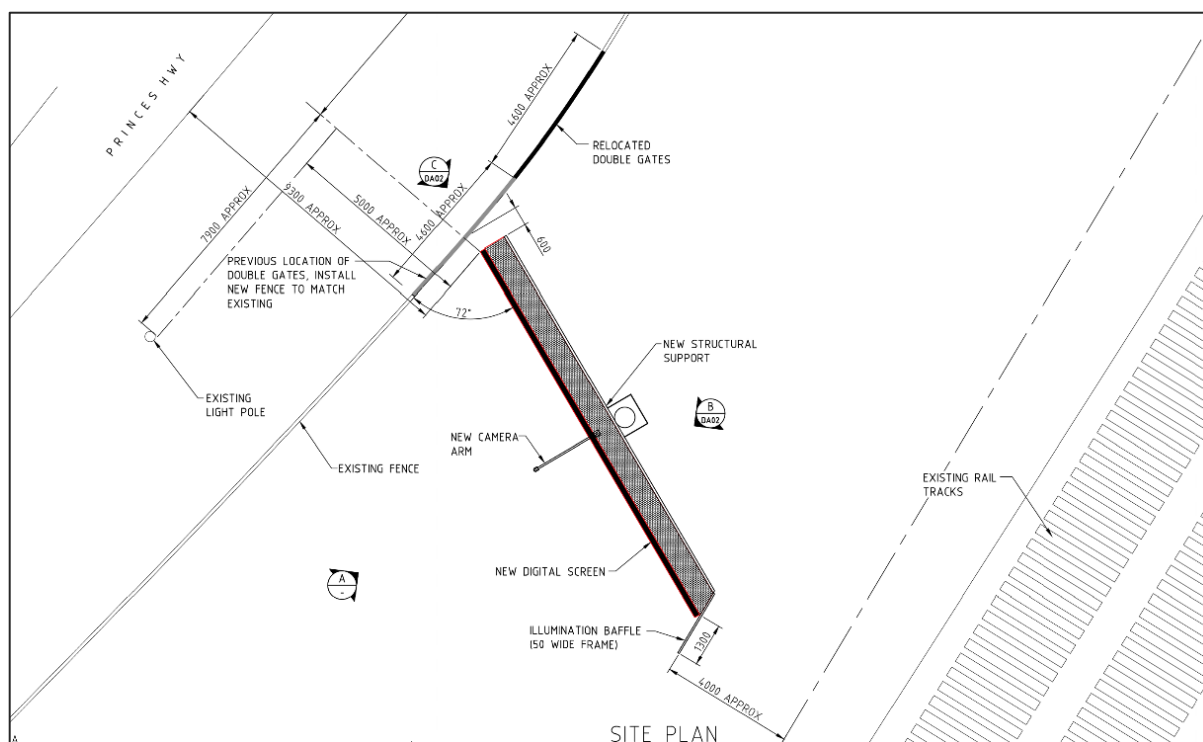 PRINCES HWY
4600 APPROX
RELOCATED
DOUBLE GATES
C
DA02
7900 APPROX
9300 APPROX
5000 APPROX
4600 APPROX
600
PREVIOUS LOCATION OF
DOUBLE GATES, INSTALL
NEW FENCE TO MATCH
EXISTING
72°
NEW STRUCTURAL
SUPPORT
EXISTING
LIGHT POLE
B
DA02
NEW CAMERA
ARM
EXISTING FENCE
EXISTING RAIL
TRACKS
NEW DIGITAL SCREEN
A
-
ILLUMINATION BAFFLE
(50 WIDE FRAME)
1300
4000 APPROX
SITE PLAN
A